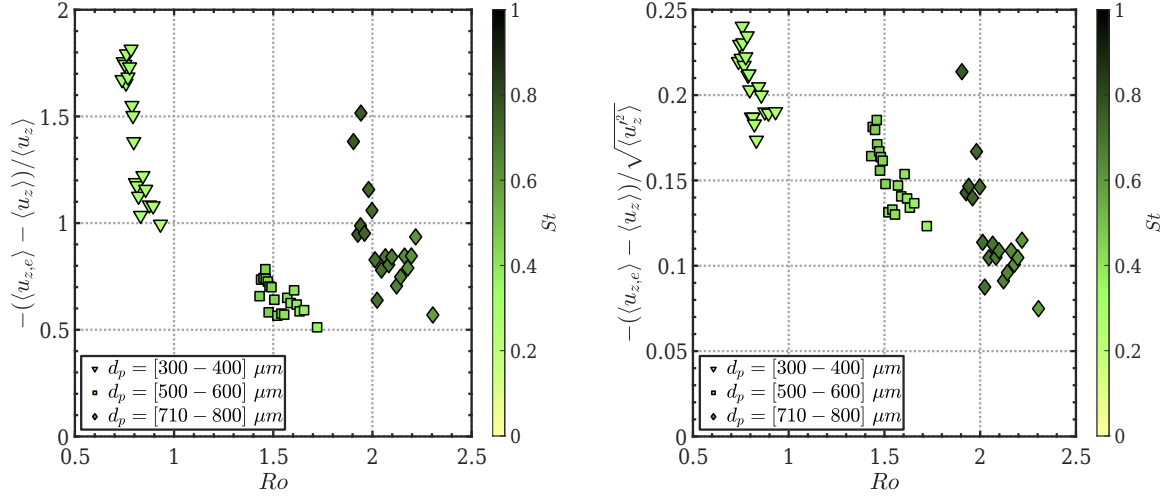 −(⟨u_{z,e}⟩ − ⟨u_z⟩)/⟨u_z⟩
2
1.5
1
0.5
0
0.5 1 1.5 2 2.5
Ro
d_p = [300 − 400] μm
d_p = [500 − 600] μm
d_p = [710 − 800] μm
1
0.8
0.6
0.4
0.2
0
St
−(⟨u_{z,e}⟩ − ⟨u_z⟩)/√⟨u′_z^2⟩
0.25
0.2
0.15
0.1
0.05
0
0.5 1 1.5 2 2.5
Ro
d_p = [300 − 400] μm
d_p = [500 − 600] μm
d_p = [710 − 800] μm
1
0.8
0.6
0.4
0.2
0
St